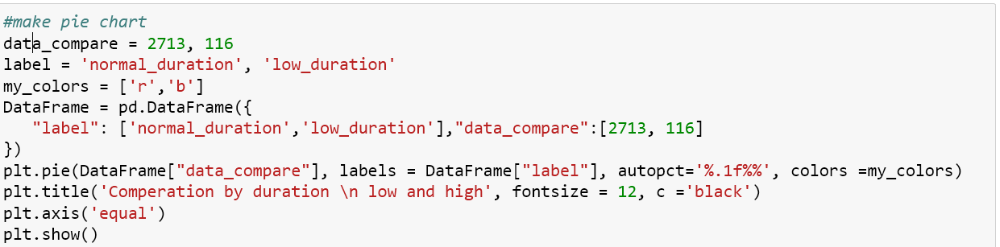 #make pie chart
data_compare = 2713, 116
label = 'normal_duration', 'low_duration'
my_colors = ['r','b']
DataFrame = pd.DataFrame({
   "label": ['normal_duration','low_duration'],"data_compare":[2713, 116]
})
plt.pie(DataFrame["data_compare"], labels = DataFrame["label"], autopct='%.1f%%', colors =my_colors)
plt.title('Comperation by duration \n low and high', fontsize = 12, c ='black')
plt.axis('equal')
plt.show()